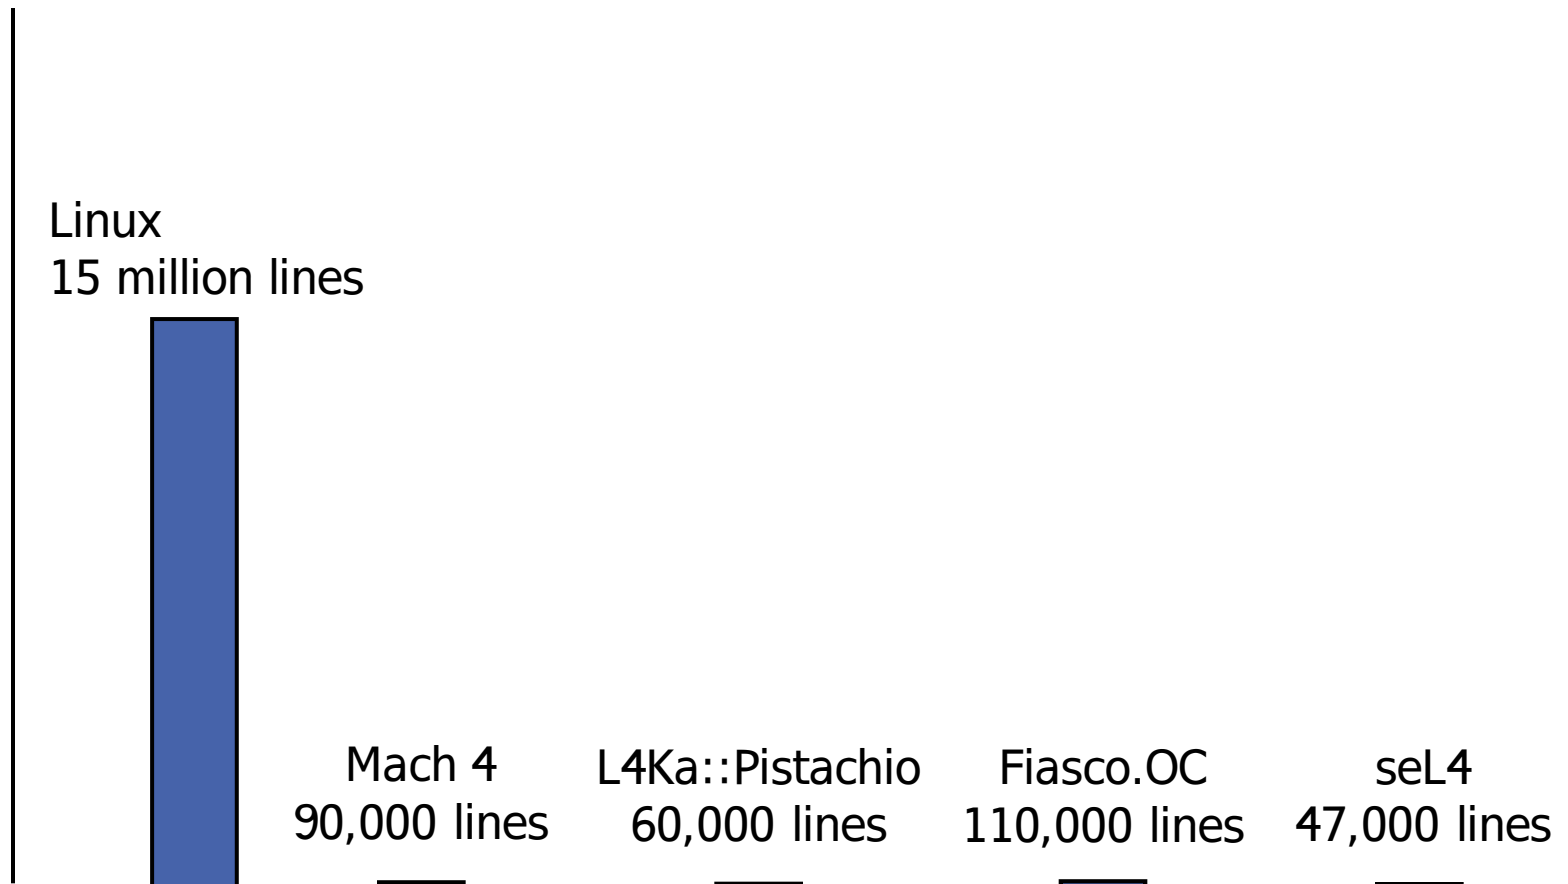 Linux
15 million lines
Mach 4
90,000 lines
L4Ka::Pistachio
60,000 lines
Fiasco.OC
110,000 lines
seL4
47,000 lines